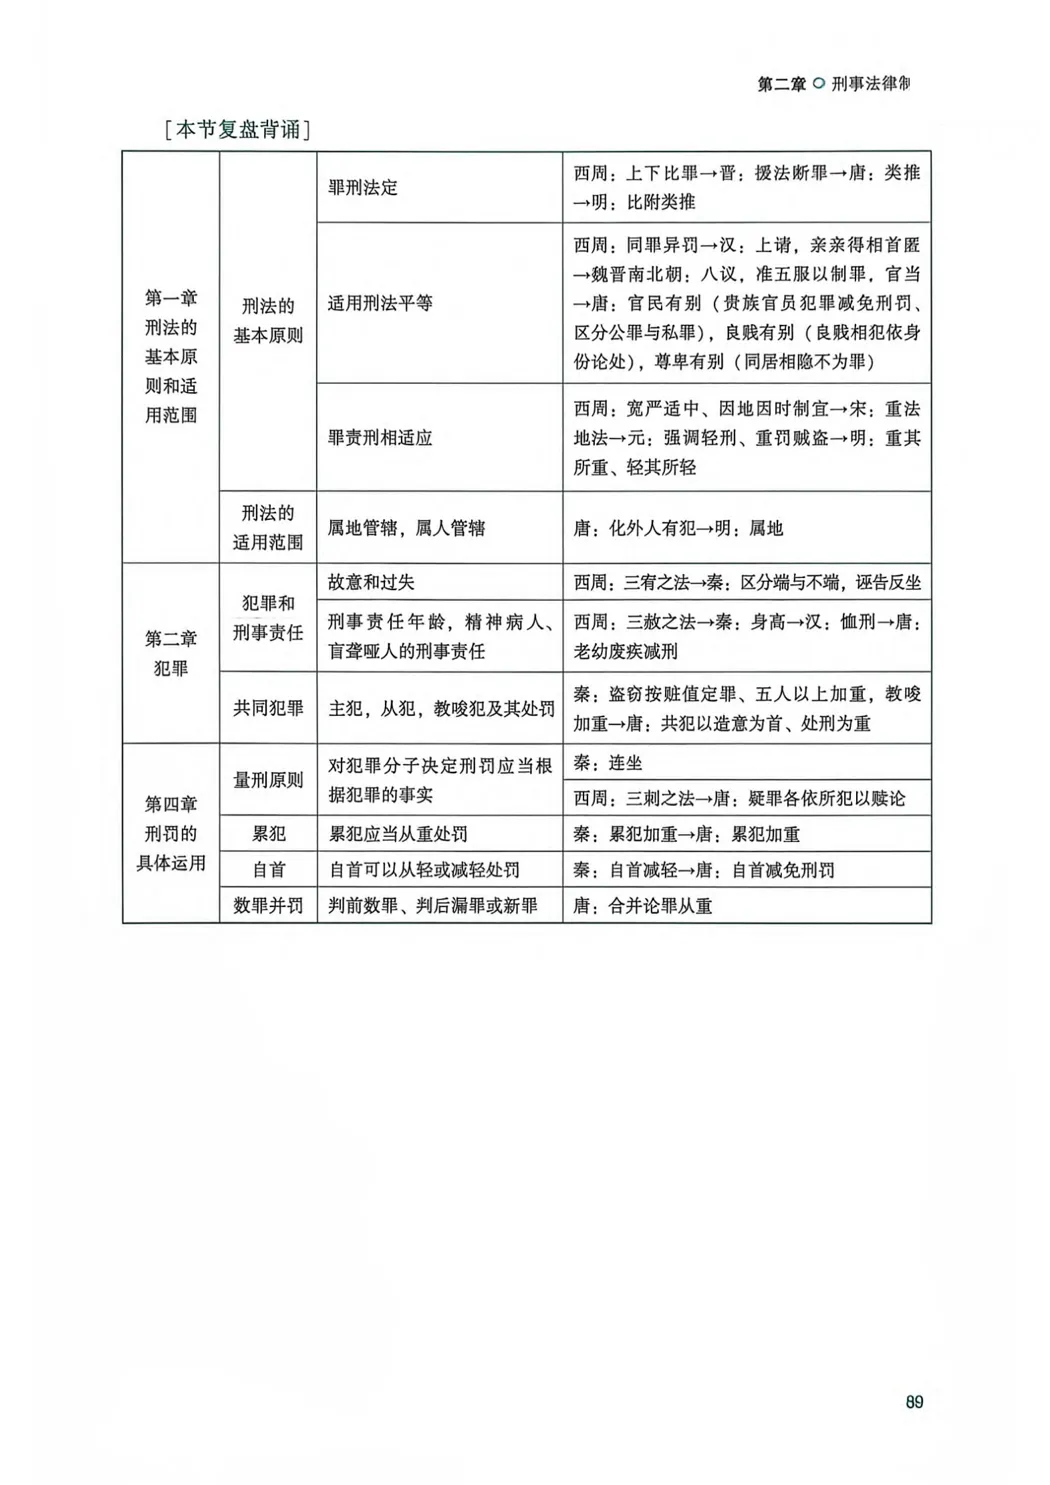 第二章 刑事法律制
[本节复盘背诵]
第一章
刑法的
基本原
则和适
用范围
刑法的
基本原则
罪刑法定
西周：上下比罪→晋：援法断罪→唐：类推
→明：比附类推
适用刑法平等
西周：同罪异罚→汉：上请，亲亲得相首匿
→魏晋南北朝：八议，准五服以制罪，官当
→唐：官民有别（贵族官员犯罪减免刑罚、
区分公罪与私罪），良贱有别（良贱相犯依身
份论处），尊卑有别（同居相隐不为罪）
罪责刑相适应
西周：宽严适中、因地因时制宜→宋：重法
地法→元：强调轻刑、重罚贼盗→明：重其
所重、轻其所轻
刑法的
适用范围
属地管辖，属人管辖
唐：化外人有犯→明：属地
第二章
犯罪
犯罪和
刑事责任
故意和过失
西周：三宥之法→秦：区分端与不端，诬告反坐
刑事责任年龄，精神病人、
盲聋哑人的刑事责任
西周：三赦之法→秦：身高→汉：恤刑→唐：
老幼废疾减刑
共同犯罪
主犯，从犯，教唆犯及其处罚
秦：盗窃按赃值定罪、五人以上加重，教唆
加重→唐：共犯以造意为首、处刑为重
第四章
刑罚的
具体运用
量刑原则
对犯罪分子决定刑罚应当根
据犯罪的事实
秦：连坐
西周：三刺之法→唐：疑罪各依所犯以赎论
累犯
累犯应当从重处罚
秦：累犯加重→唐：累犯加重
自首
自首可以从轻或减轻处罚
秦：自首减轻→唐：自首减免刑罚
数罪并罚
判前数罪、判后漏罪或新罪
唐：合并论罪从重
89